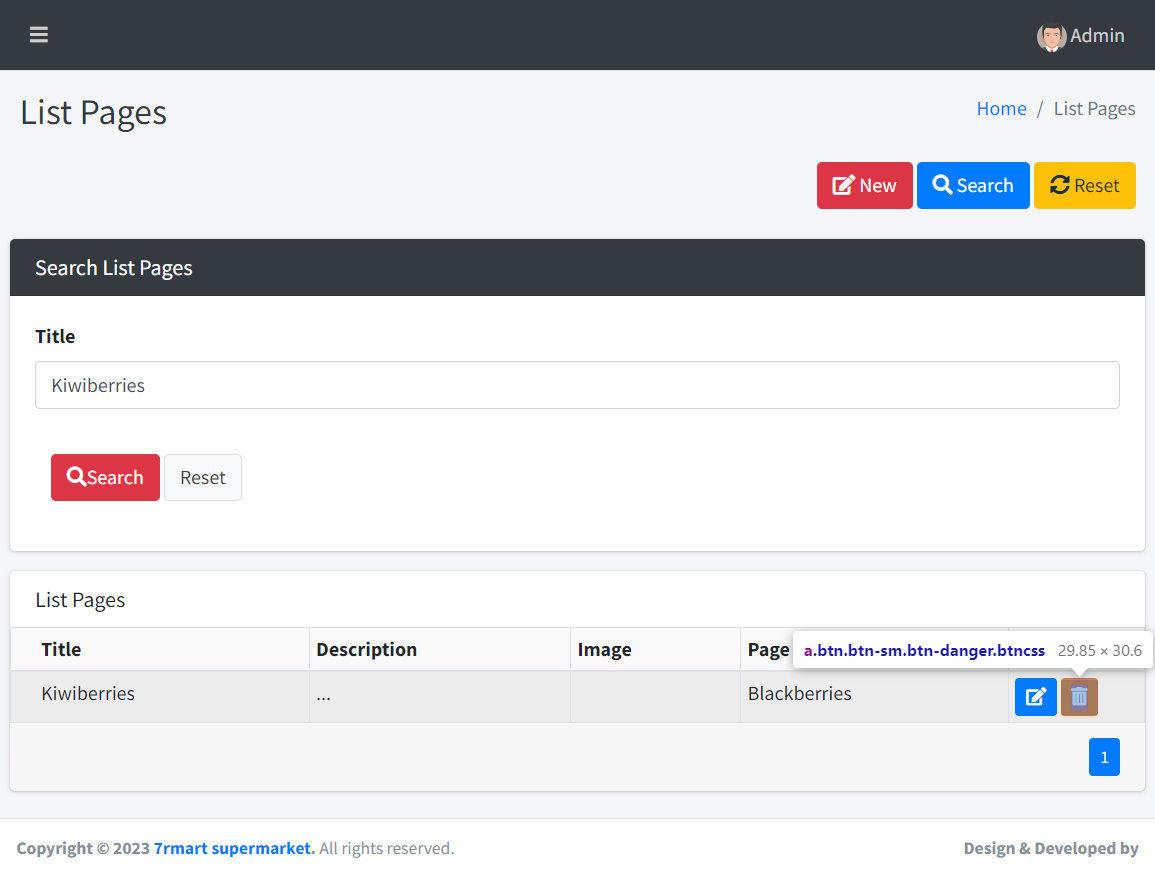 Admin
List Pages
Home / List Pages
New Search Reset
Search List Pages
Title
Kiwiberries
Search Reset
List Pages
Title Description Image Page
a.btn.btn-sm.btn-danger.btncss 29.85 × 30.6
Kiwiberries ... Blackberries
1
Copyright © 2023 7rmart supermarket. All rights reserved. Design & Developed by